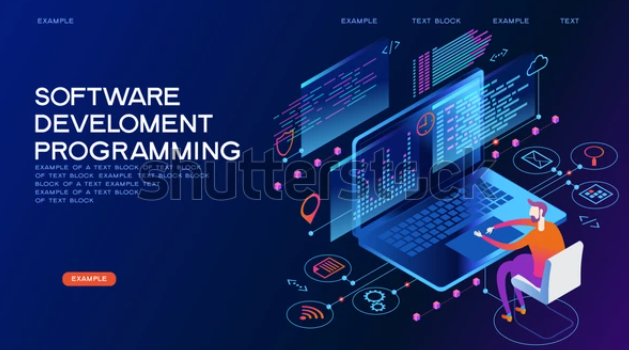 EXAMPLE
EXAMPLE
TEXT BLOCK
EXAMPLE
TEXT
SOFTWARE
DEVELOMENT
PROGRAMMING
EXAMPLE OF A TEXT BLOCK OF TEXT BLOCK
OF TEXT BLOCK EXAMPLE TEXT BLOCK BLOCK
BLOCK OF A TEXT EXAMPLE TEXT
EXAMPLE OF A TEXT BLOCK
OF TEXT BLOCK
EXAMPLE
shutterstock